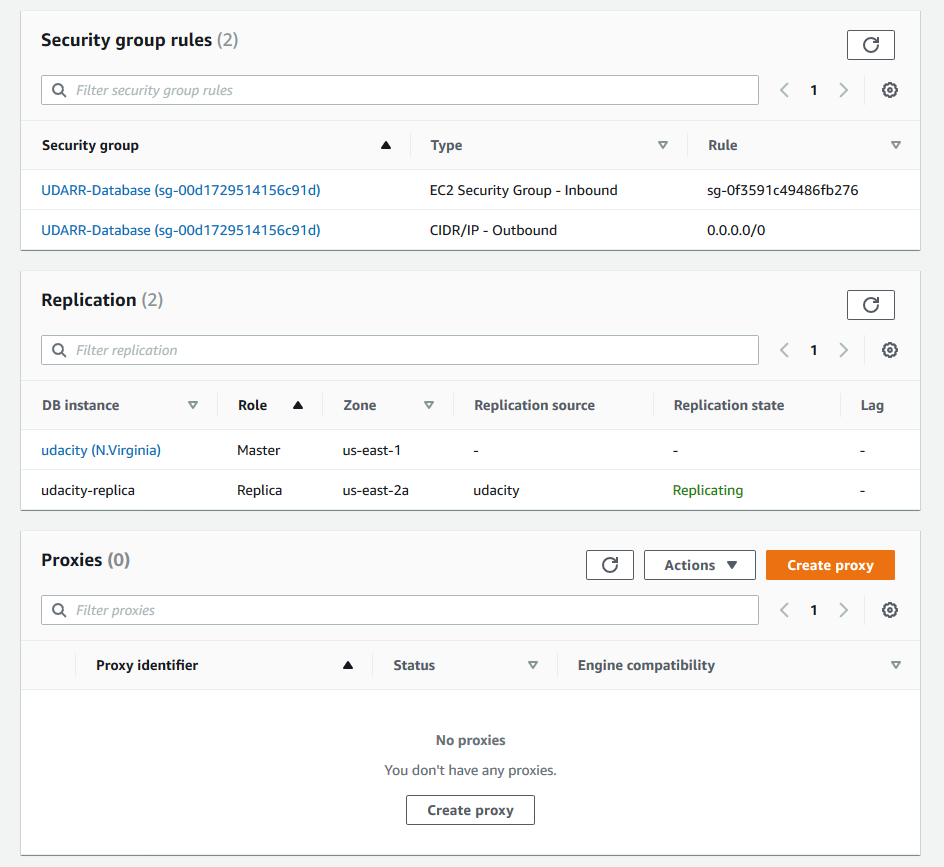 Security group rules (2)
Filter security group rules
1
Security group Type Rule
UDARR-Database (sg-00d1729514156c91d) EC2 Security Group - Inbound sg-0f3591c49486fb276
UDARR-Database (sg-00d1729514156c91d) CIDR/IP - Outbound 0.0.0.0/0
Replication (2)
Filter replication
1
DB instance Role Zone Replication source Replication state Lag
udacity (N.Virginia) Master us-east-1 - - -
udacity-replica Replica us-east-2a udacity Replicating -
Proxies (0)
Actions
Create proxy
Filter proxies
1
Proxy identifier Status Engine compatibility
No proxies
You don't have any proxies.
Create proxy